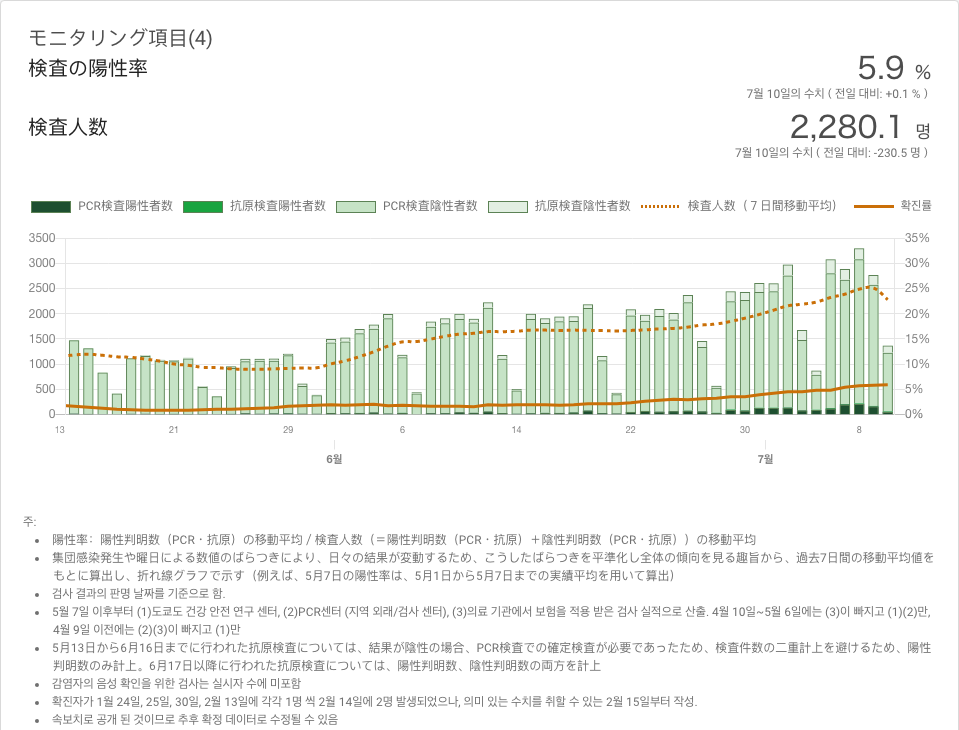 モニタリング項目(4)
検査の陽性率
5.9 %
7월 10일의 수치 ( 전일 대비: +0.1 % )
検査人数
2,280.1 명
7월 10일의 수치 ( 전일 대비: -230.5 명 )
PCR検査陽性者数 抗原検査陽性者数 PCR検査陰性者数 抗原検査陰性者数 検査人数（７日間移動平均） 확진률
3500 35%
3000 30%
2500 25%
2000 20%
1500 15%
1000 10%
500 5%
0 0%
13 21 29 6 14 22 30 8
6월 7월
주:
陽性率：陽性判明数（PCR・抗原）の移動平均 / 検査人数（＝陽性判明数（PCR・抗原）＋陰性判明数（PCR・抗原））の移動平均
集団感染発生や曜日による数値のばらつきにより、日々の結果が変動するため、こうしたばらつきを平準化し全体の傾向を見る趣旨から、過去7日間の移動平均値を
もとに算出し、折れ線グラフで示す（例えば、5月7日の陽性率は、5月1日から5月7日までの実績平均を用いて算出）
검사 결과의 판명 날짜를 기준으로 함.
5월 7일 이후부터 (1)도쿄도 건강 안전 연구 센터, (2)PCR센터 (지역 외래/검사 센터), (3)의료 기관에서 보험을 적용 받은 검사 실적으로 산출. 4월 10일~5월 6일에는 (3)이 빠지고 (1)(2)만,
4월 9일 이전에는 (2)(3)이 빠지고 (1)만
5月13日から6月16日までに行われた抗原検査については、結果が陰性の場合、PCR検査での確定検査が必要であったため、検査件数の二重計上を避けるため、陽性
判明数のみ計上。6月17日以降に行われた抗原検査については、陽性判明数、陰性判明数の両方を計上
감염자의 음성 확인을 위한 검사는 실시자 수에 미포함
확진자가 1월 24일, 25일, 30일, 2월 13일에 각각 1명 씩 2월 14일에 2명 발생되었으나, 의미 있는 수치를 취할 수 있는 2월 15일부터 작성.
속보치로 공개 된 것이므로 추후 확정 데이터로 수정될 수 있음